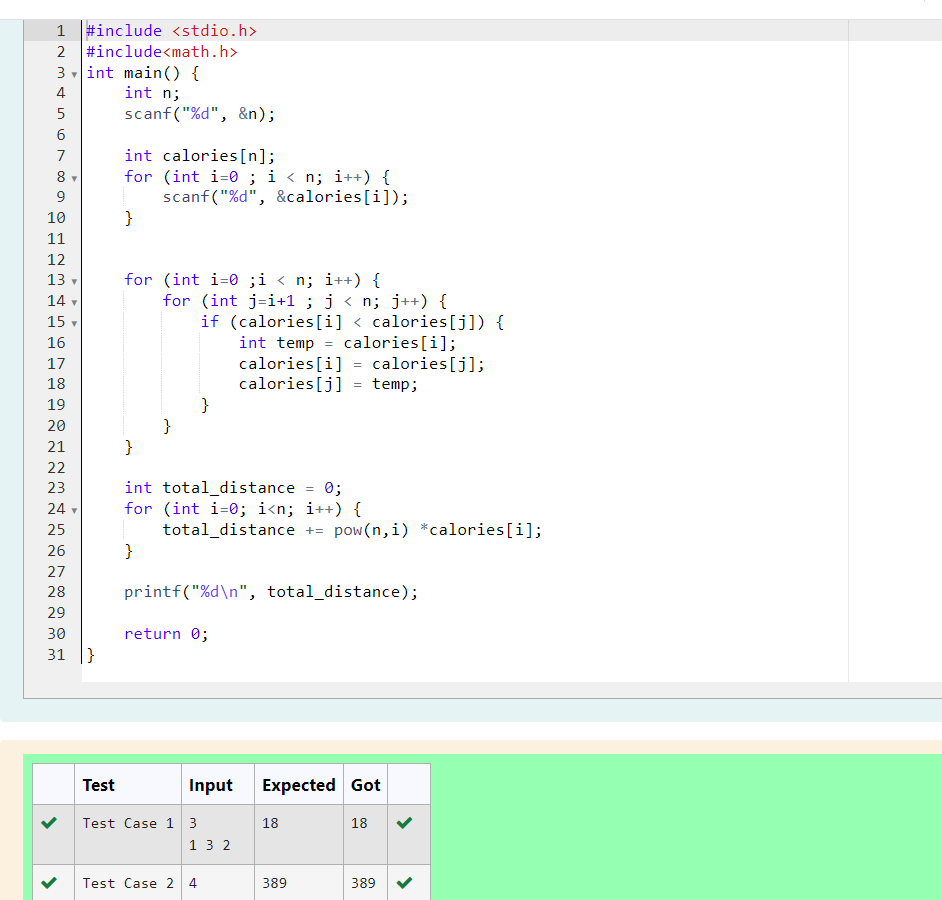 1 #include <stdio.h>
2 #include<math.h>
3 int main() {
4     int n;
5     scanf("%d", &n);
6
7     int calories[n];
8     for (int i=0 ; i < n; i++) {
9         scanf("%d", &calories[i]);
10     }
11
12
13     for (int i=0 ;i < n; i++) {
14         for (int j=i+1 ; j < n; j++) {
15             if (calories[i] < calories[j]) {
16                 int temp = calories[i];
17                 calories[i] = calories[j];
18                 calories[j] = temp;
19             }
20         }
21     }
22
23     int total_distance = 0;
24     for (int i=0; i<n; i++) {
25         total_distance += pow(n,i) *calories[i];
26     }
27
28     printf("%d\n", total_distance);
29
30     return 0;
31 }
Test Input Expected Got
Test Case 1 3 18 18
1 3 2
Test Case 2 4 389 389